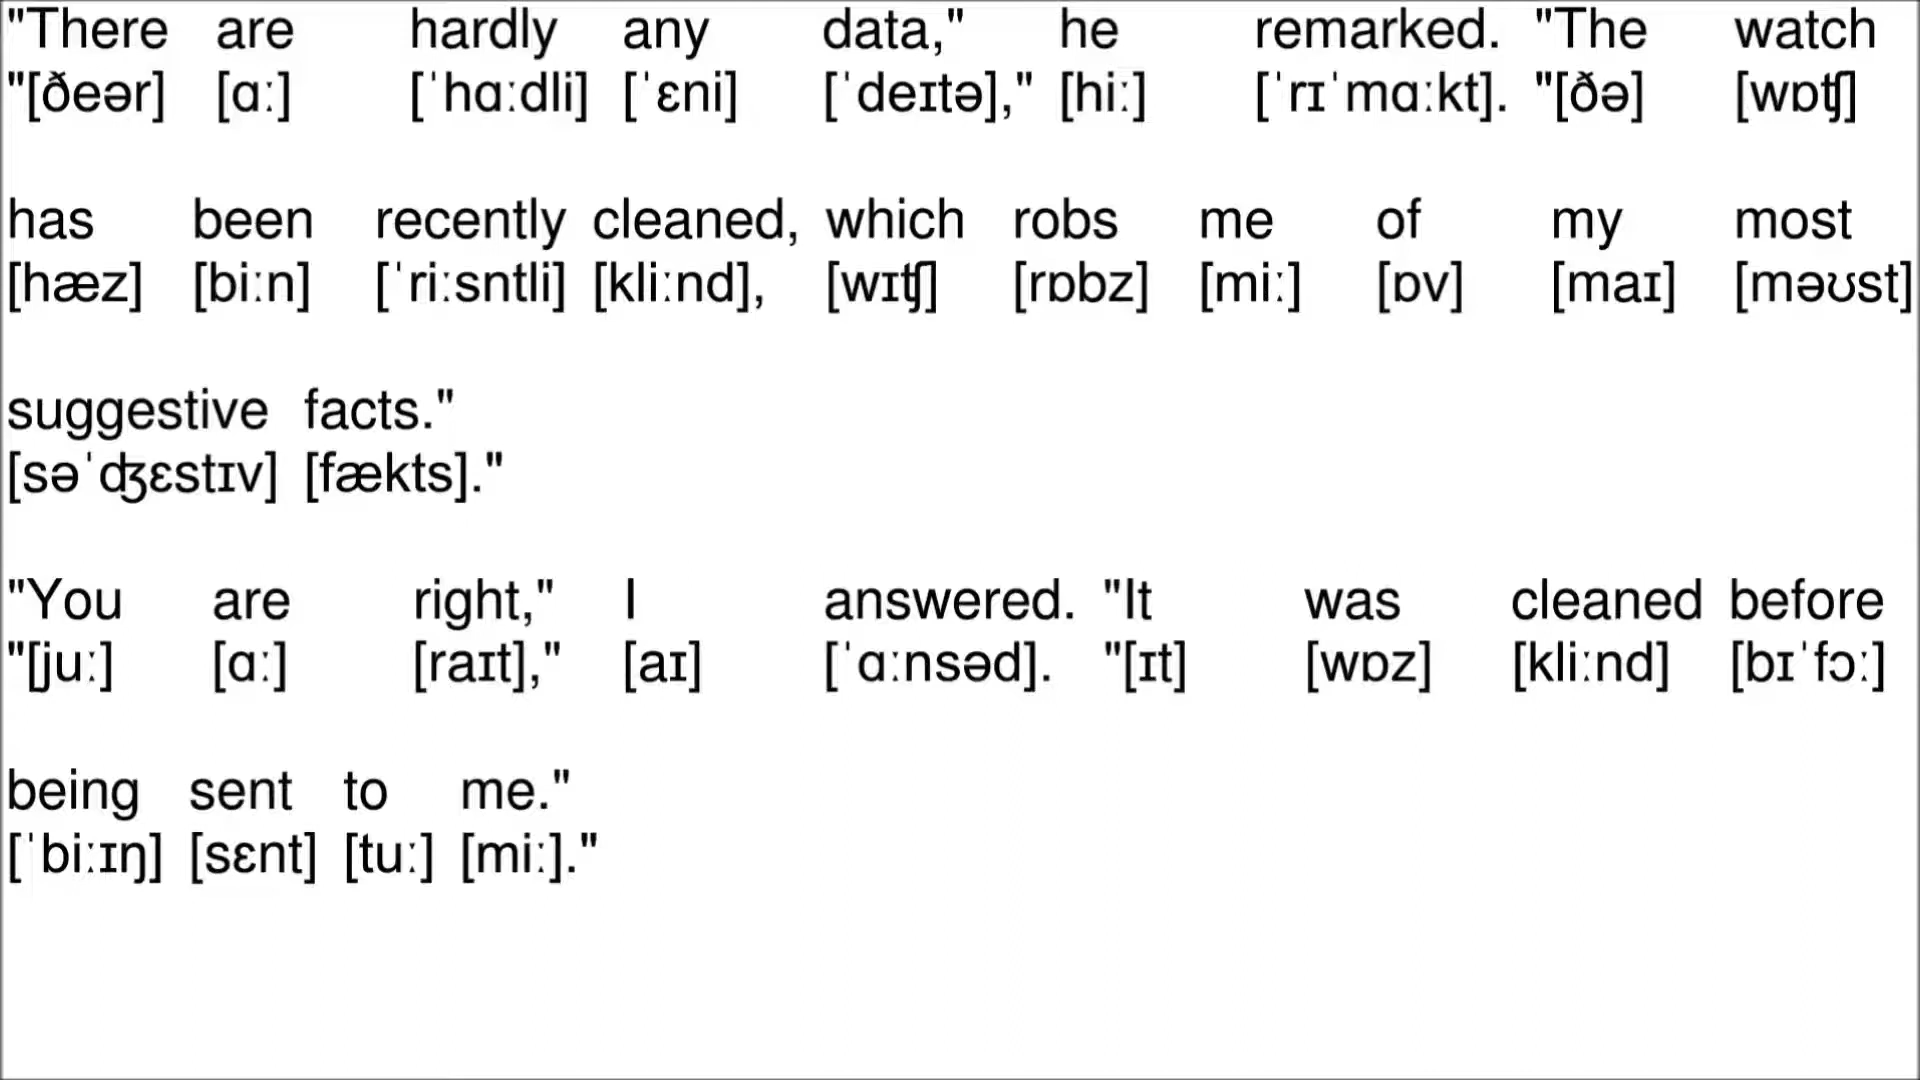 "There are hardly any data," he remarked. "The watch
"[ðeər] [ɑː] [ˈhɑːdli] [ˈɛni] [ˈdeɪtə]," [hiː] [ˈrɪˈmɑːkt]. "[ðə] [wɒʧ]
has been recently cleaned, which robs me of my most
[hæz] [biːn] [ˈriːsntli] [kliːnd], [wɪʧ] [rɒbz] [miː] [ɒv] [maɪ] [məʊst]
suggestive facts."
[səˈʤɛstɪv] [fækts]."
"You are right," I answered. "It was cleaned before
"[juː] [ɑː] [raɪt]," [aɪ] [ˈɑːnsəd]. "[ɪt] [wɒz] [kliːnd] [bɪˈfɔː]
being sent to me."
[ˈbiːɪŋ] [sɛnt] [tuː] [miː]."